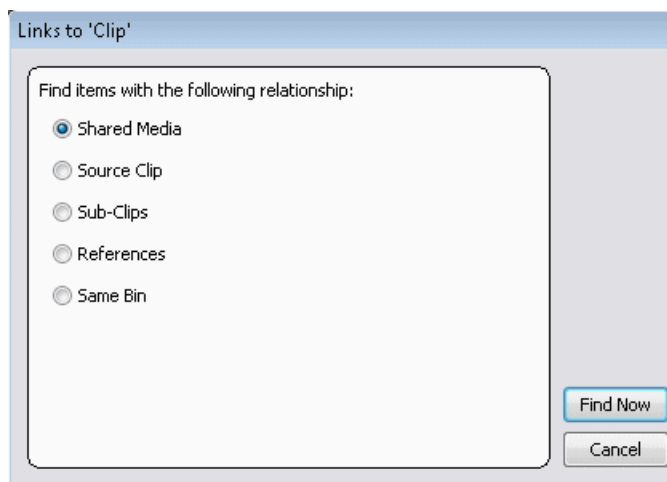 Links to 'Clip'
Find items with the following relationship:
Shared Media
Source Clip
Sub-Clips
References
Same Bin
Find Now
Cancel